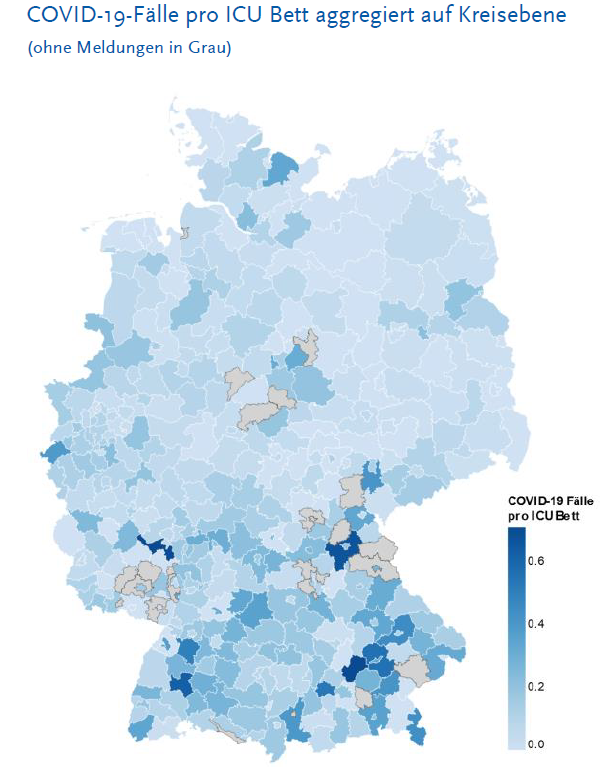 COVID-19-Fälle pro ICU Bett aggregiert auf Kreisebene
(ohne Meldungen in Grau)
COVID-19 Fälle
pro ICU Bett
0.6
0.4
0.2
0.0